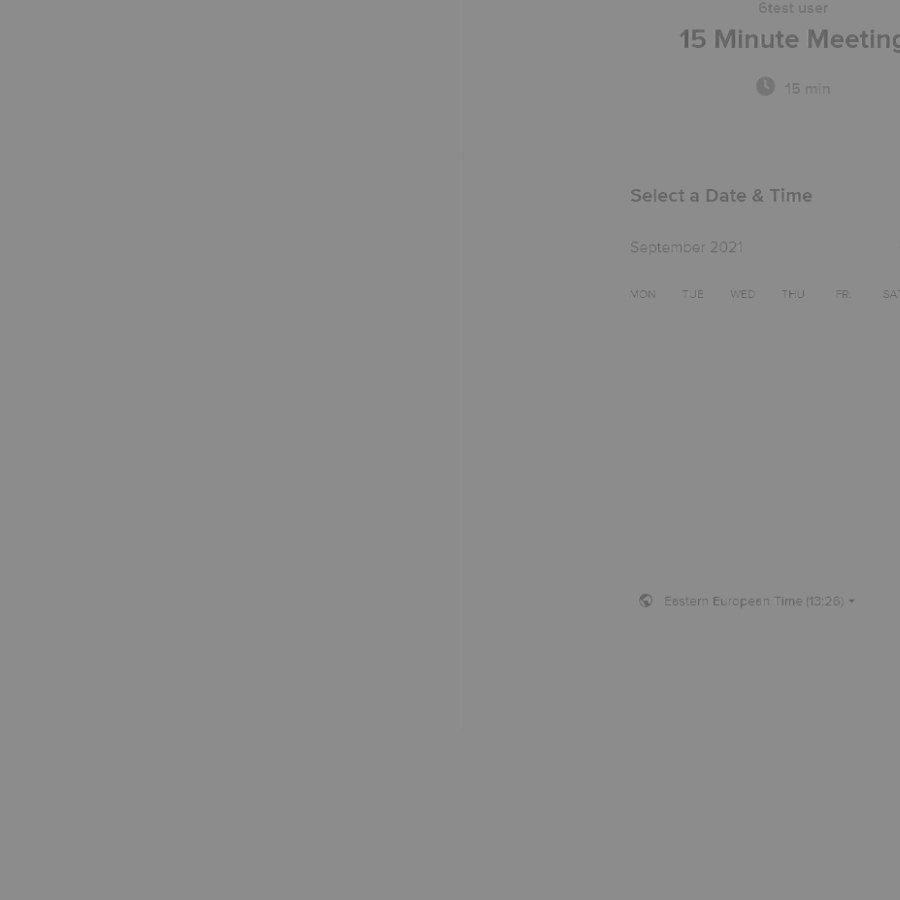 6test user
15 Minute Meeting
15 min
Select a Date & Time
September 2021
MON TUE WED THU FRI SAT
Eastern European Time (13:26)